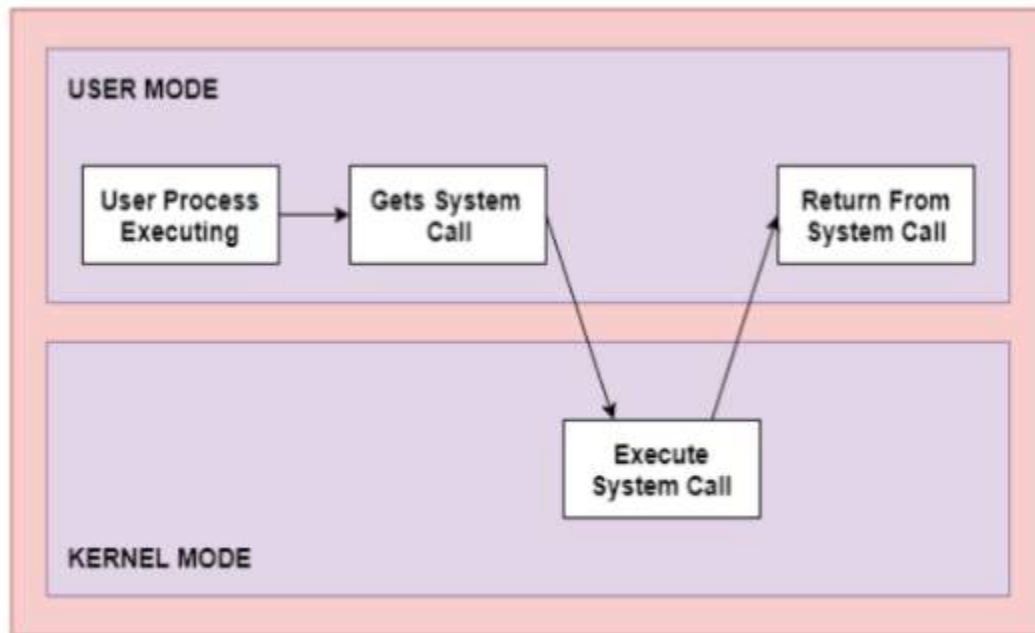 USER MODE
User Process
Executing
Gets System
Call
Return From
System Call
Execute
System Call
KERNEL MODE